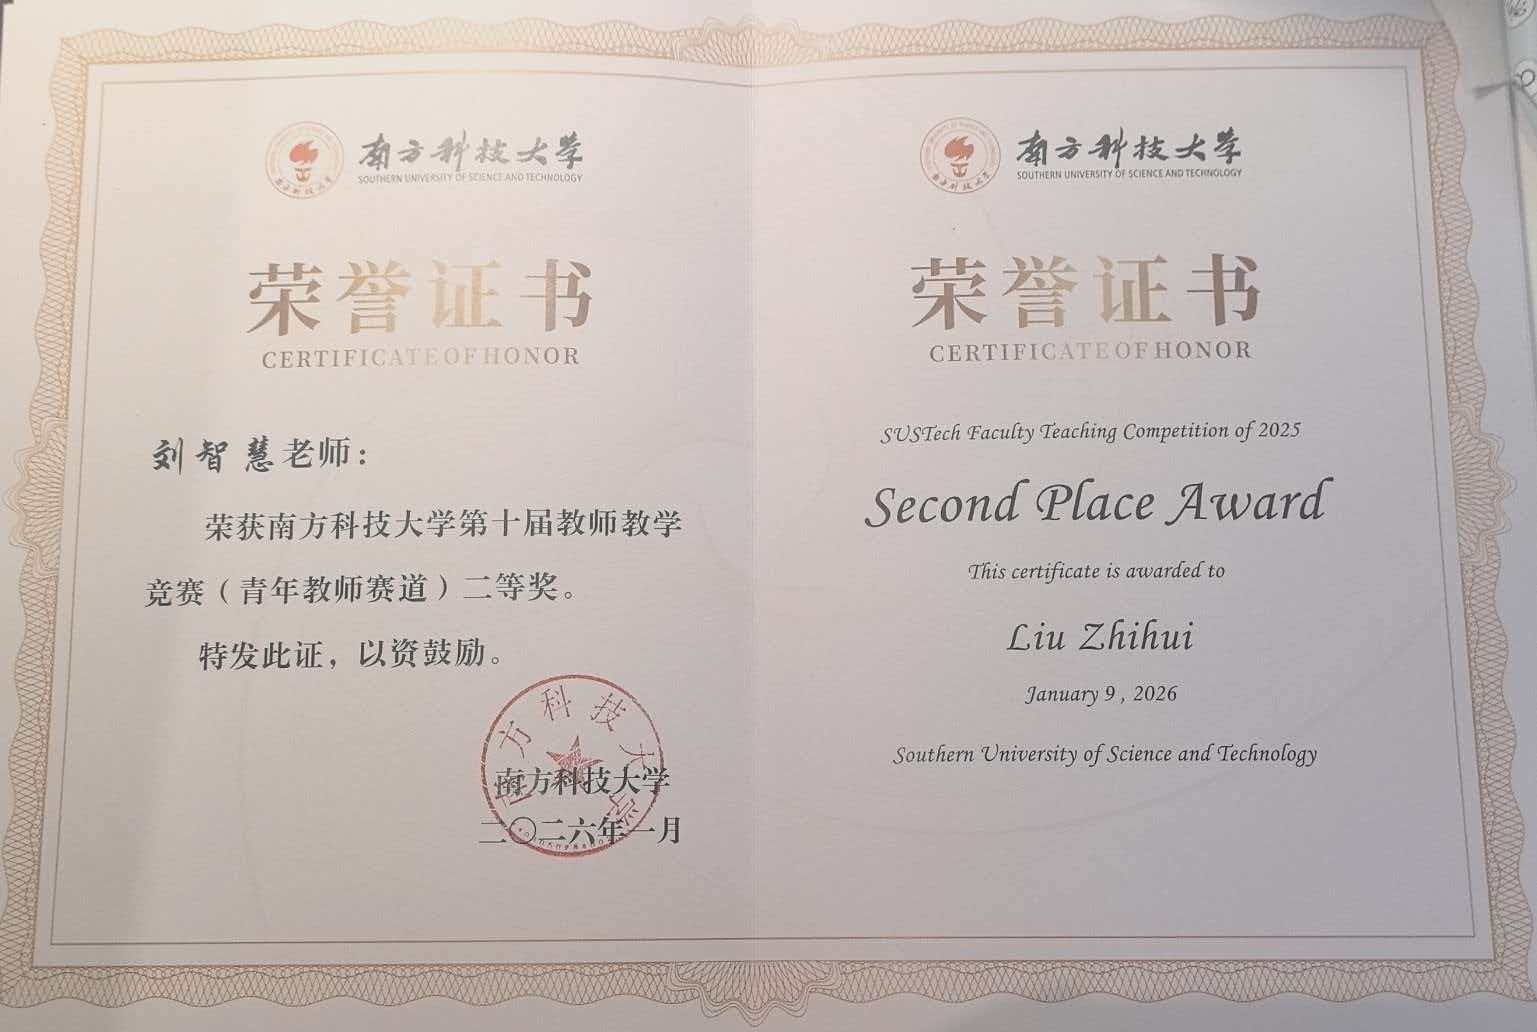 南方科技大学
SOUTHERN UNIVERSITY OF SCIENCE AND TECHNOLOGY
荣誉证书
CERTIFICATE OF HONOR
刘智慧老师：
荣获南方科技大学第十届教师教学
竞赛（青年教师赛道）二等奖。
特发此证，以资鼓励。
南方科技大学
南方科技大学
二〇二六年一月
南方科技大学
SOUTHERN UNIVERSITY OF SCIENCE AND TECHNOLOGY
荣誉证书
CERTIFICATE OF HONOR
SUSTech Faculty Teaching Competition of 2025
Second Place Award
This certificate is awarded to
Liu Zhihui
January 9 , 2026
Southern University of Science and Technology